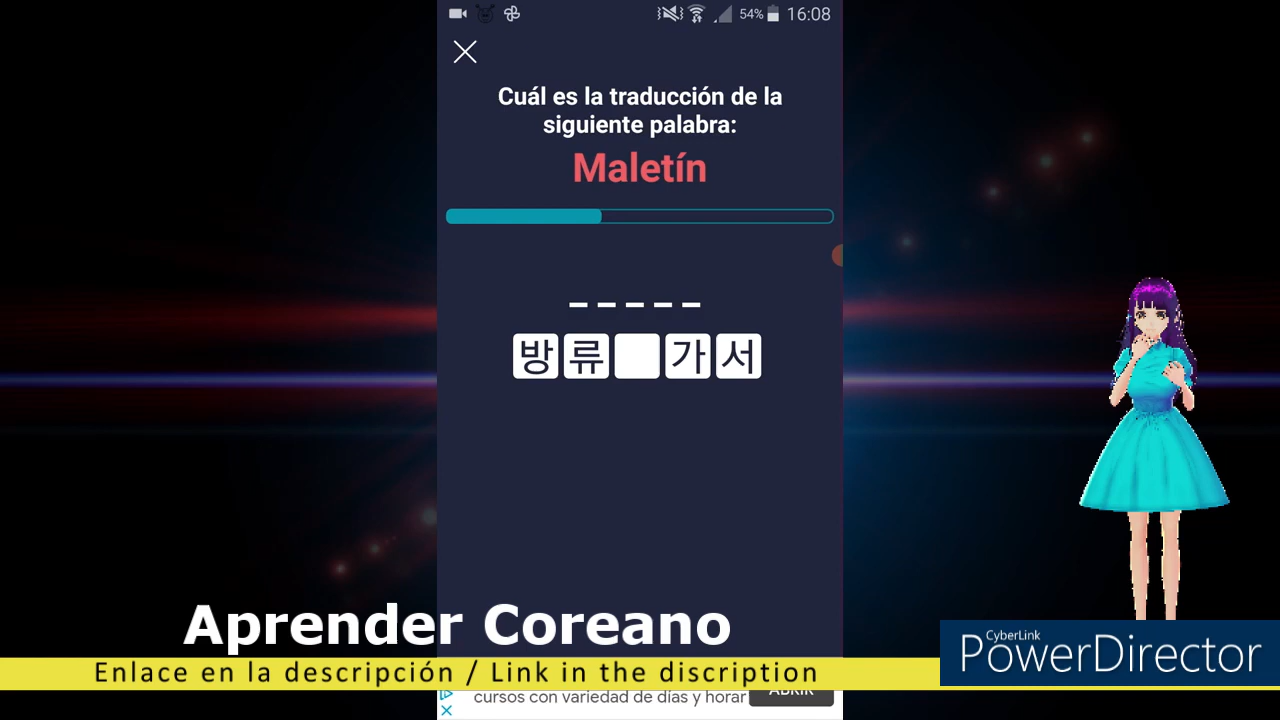 54% 16:08
Cuál es la traducción de la
siguiente palabra:
Maletín
방 류 가 서
Aprender Coreano
Enlace en la descripción / Link in the discription
CyberLink
PowerDirector
cursos con variedad de días y horar
ABRIR